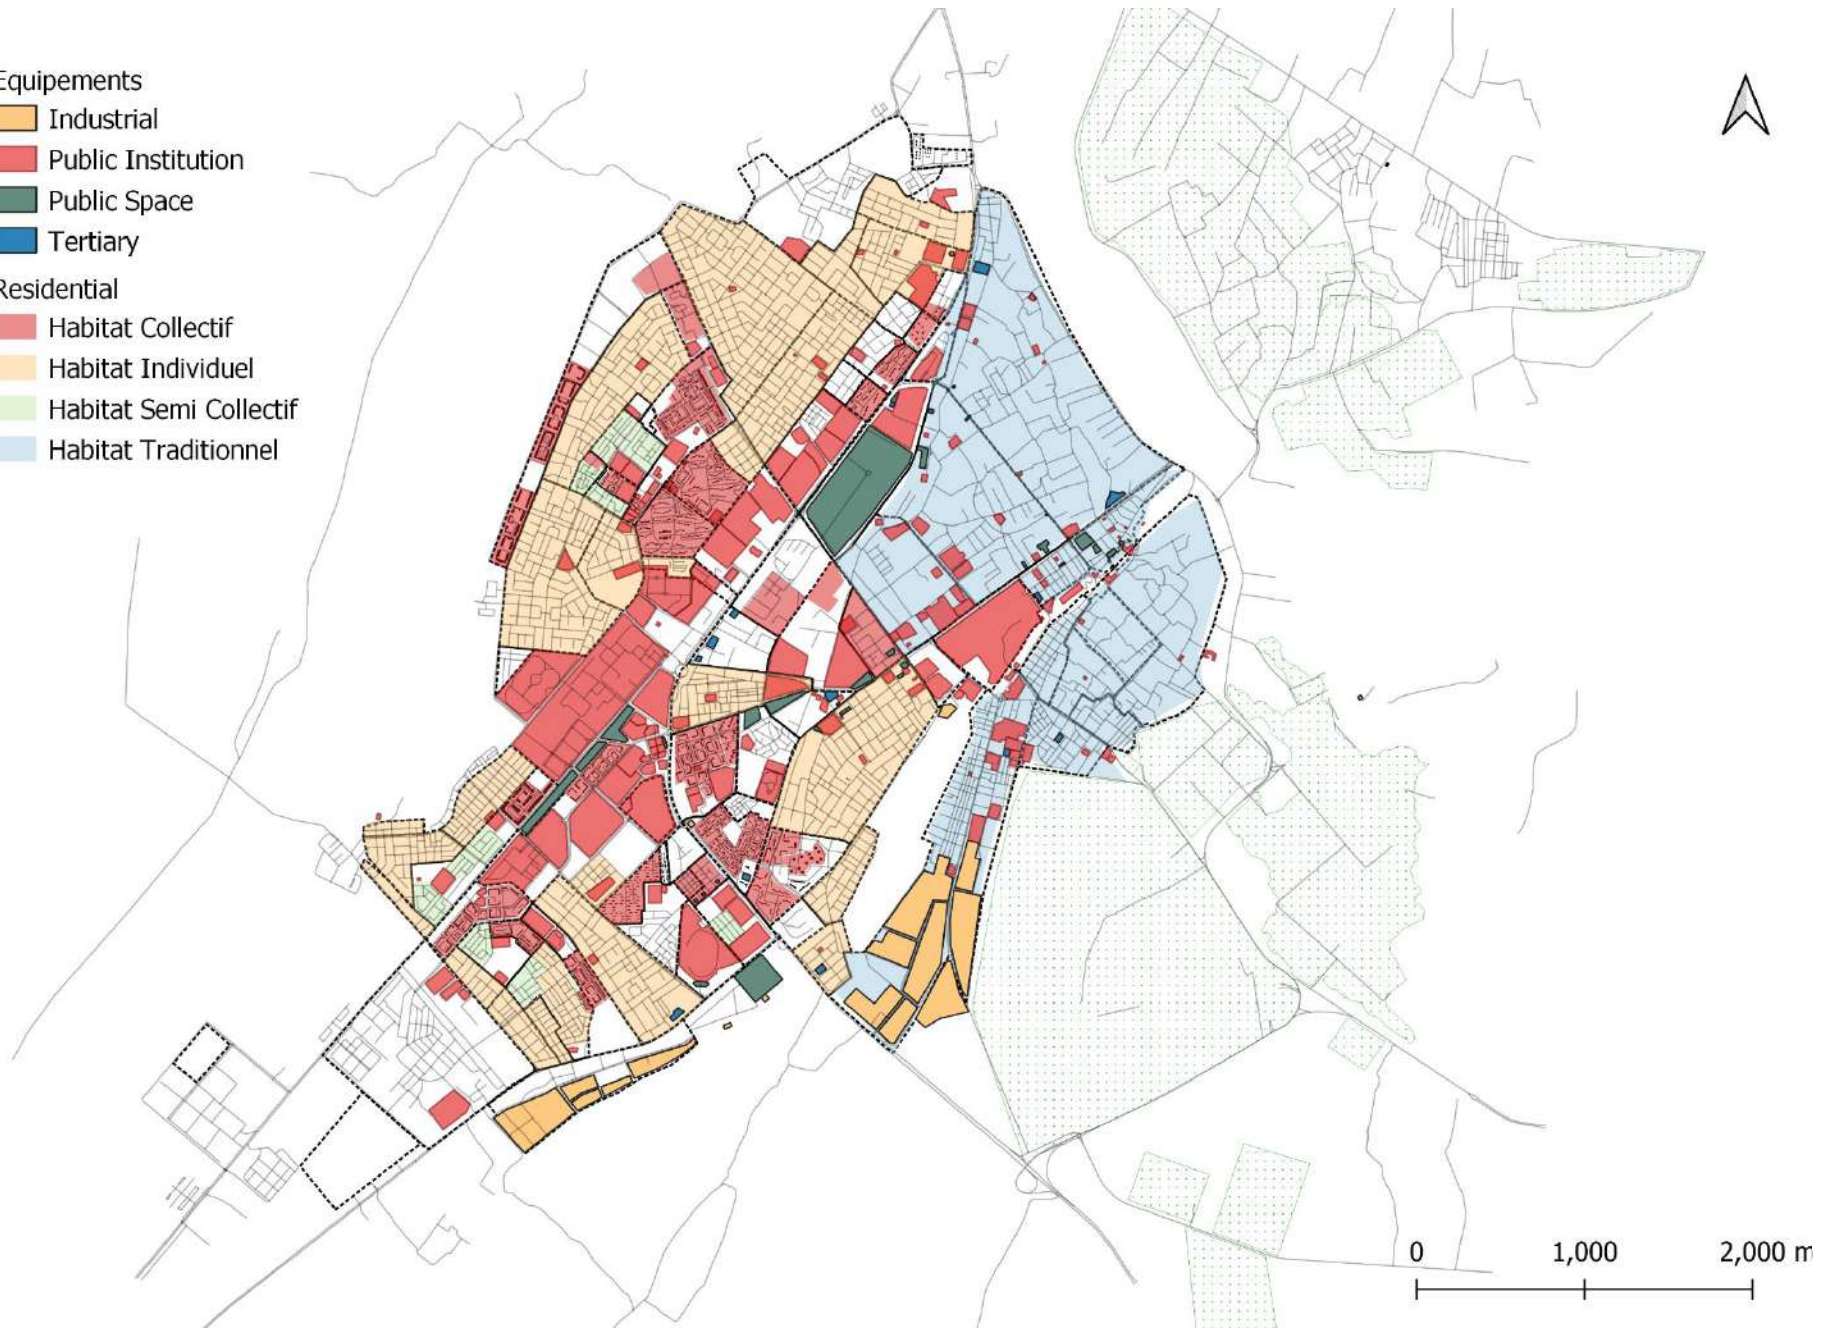 Equipements
Industrial
Public Institution
Public Space
Tertiary
Residential
Habitat Collectif
Habitat Individuel
Habitat Semi Collectif
Habitat Traditionnel
0 1,000 2,000 m